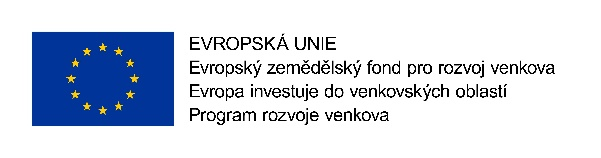 EVROPSKÁ UNIE
Evropský zemědělský fond pro rozvoj venkova
Evropa investuje do venkovských oblastí
Program rozvoje venkova